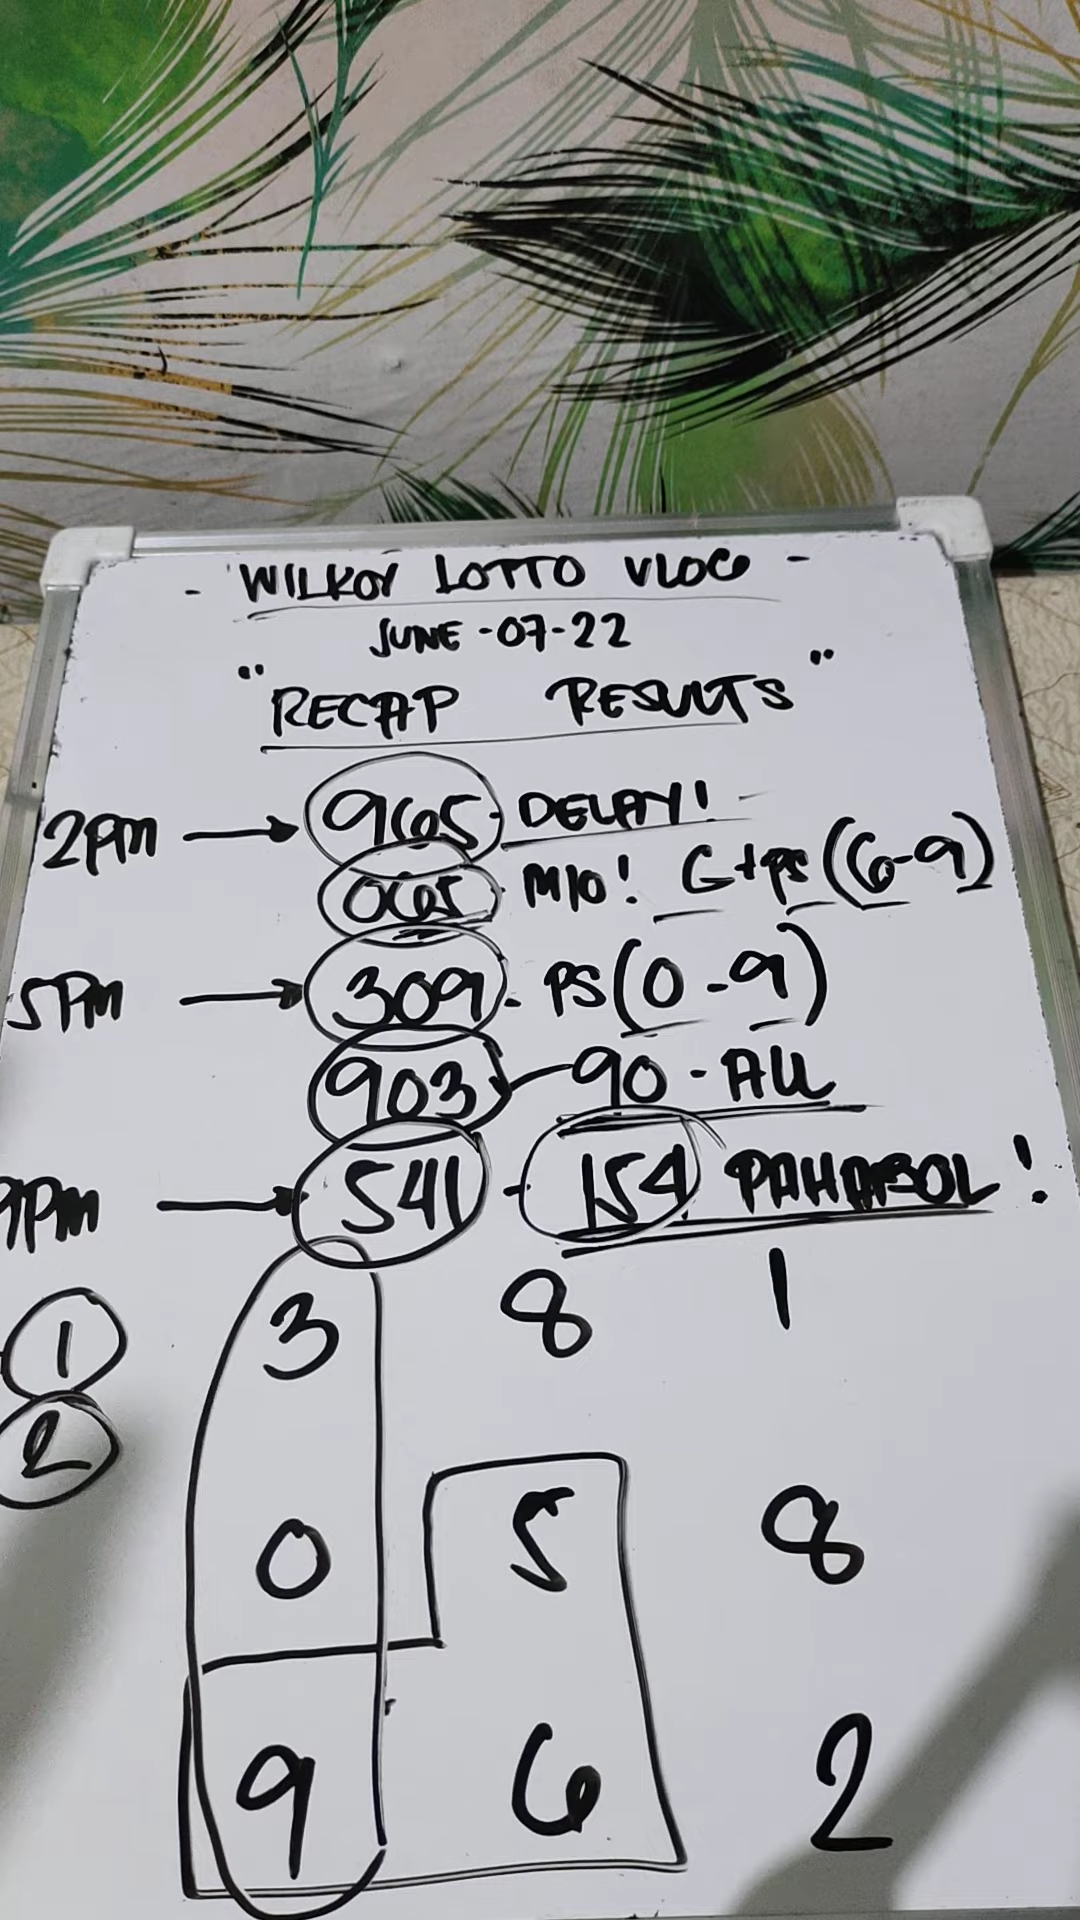 - 'WILKOY LOTTO VLOG -
JUNE-07-22
"RECAP RESULTS"
2PM → 965 - DELAY!
065 - M10! G+PS (6-9)
5PM → 309 - PS (0-9)
903 - 90 - ALL
9PM → 541 - 154 PAHABOL!
1
2
3 8 1
0 5 8
9 6 2